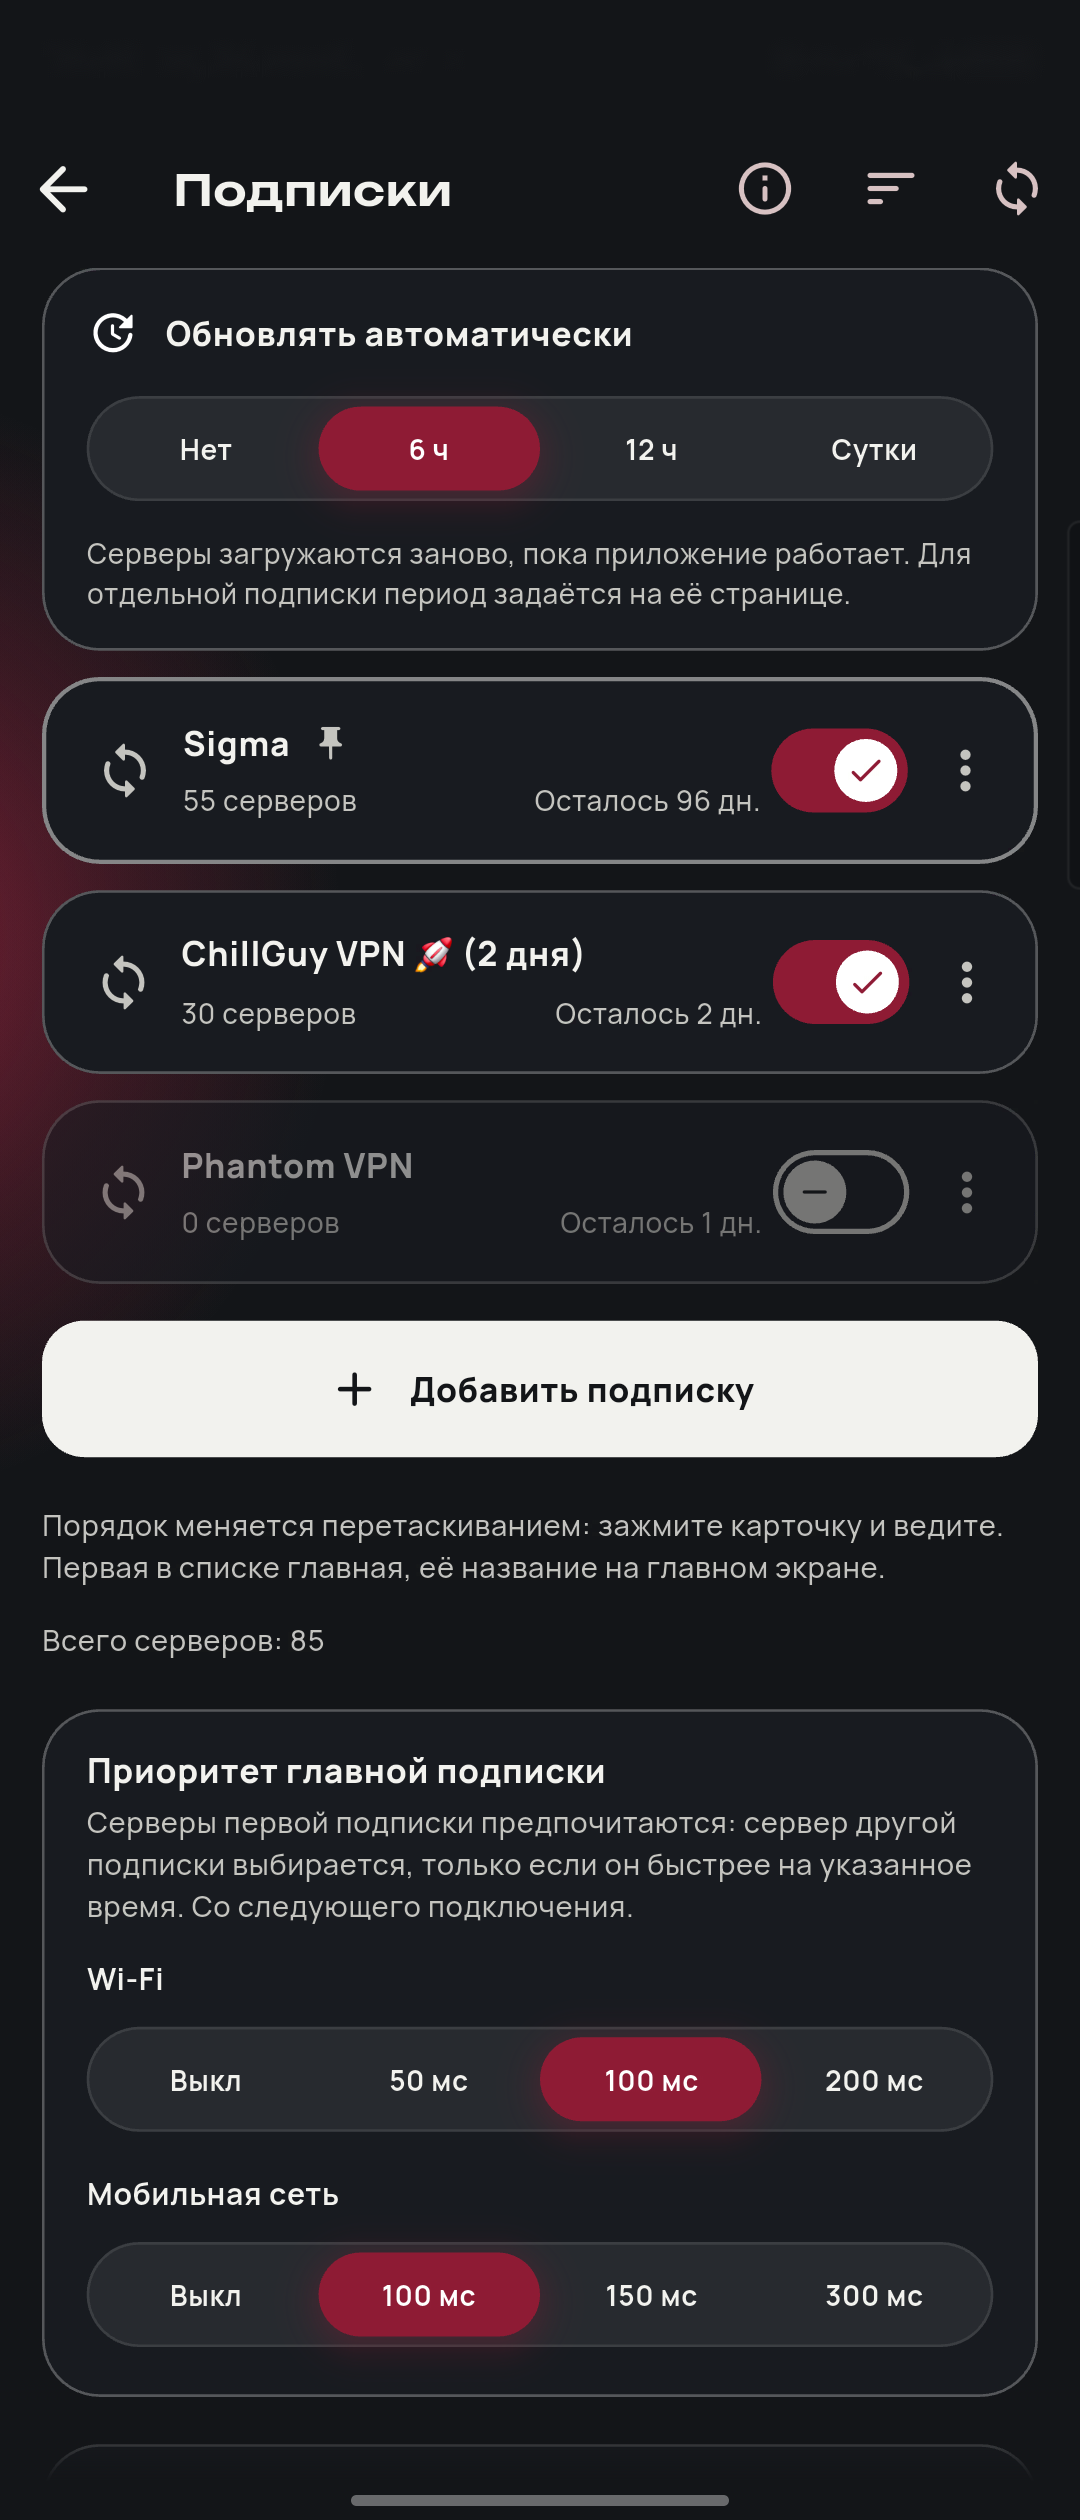 Подписки
Обновлять автоматически
Нет 6 ч 12 ч Сутки
Серверы загружаются заново, пока приложение работает. Для
отдельной подписки период задаётся на её странице.
Sigma
55 серверов Осталось 96 дн.
ChillGuy VPN 🚀 (2 дня)
30 серверов Осталось 2 дн.
Phantom VPN
0 серверов Осталось 1 дн.
Добавить подписку
Порядок меняется перетаскиванием: зажмите карточку и ведите.
Первая в списке главная, её название на главном экране.
Всего серверов: 85
Приоритет главной подписки
Серверы первой подписки предпочитаются: сервер другой
подписки выбирается, только если он быстрее на указанное
время. Со следующего подключения.
Wi-Fi
Выкл 50 мс 100 мс 200 мс
Мобильная сеть
Выкл 100 мс 150 мс 300 мс